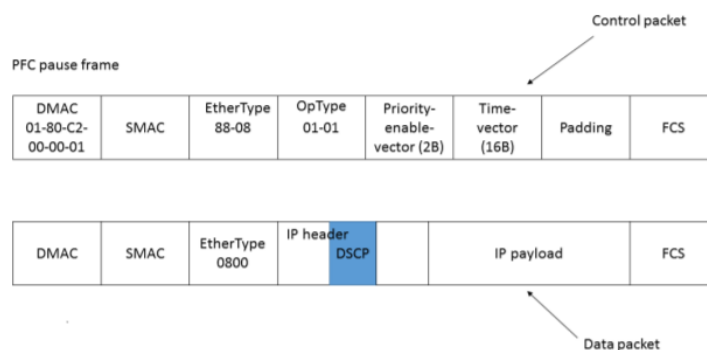 Control packet
PFC pause frame
DMAC
01-80-C2-
00-00-01
SMAC
EtherType
88-08
OpType
01-01
Priority-
enable-
vector (2B)
Time-
vector
(16B)
Padding
FCS
DMAC
SMAC
EtherType
0800
IP header
DSCP
IP payload
FCS
Data packet